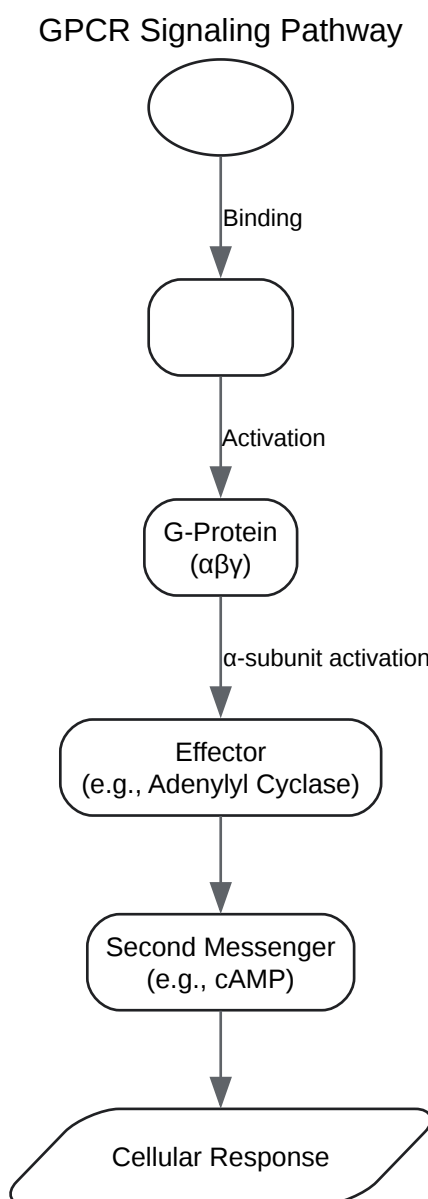 GPCR Signaling Pathway
Binding
Activation
G-Protein
(αβγ)
α-subunit activation
Effector
(e.g., Adenylyl Cyclase)
Second Messenger
(e.g., cAMP)
Cellular Response